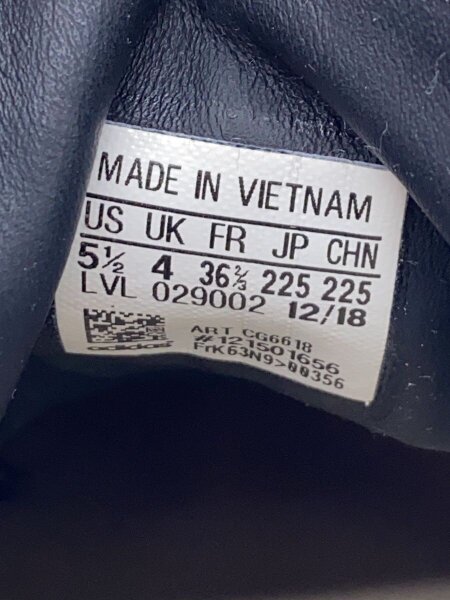 MADE IN VIETNAM
US UK FR JP CHN
5½ 4 36⅔ 225 225
LVL 029002 12/18
ART CG6618
#121501656
FrK63N9>00356
adidas